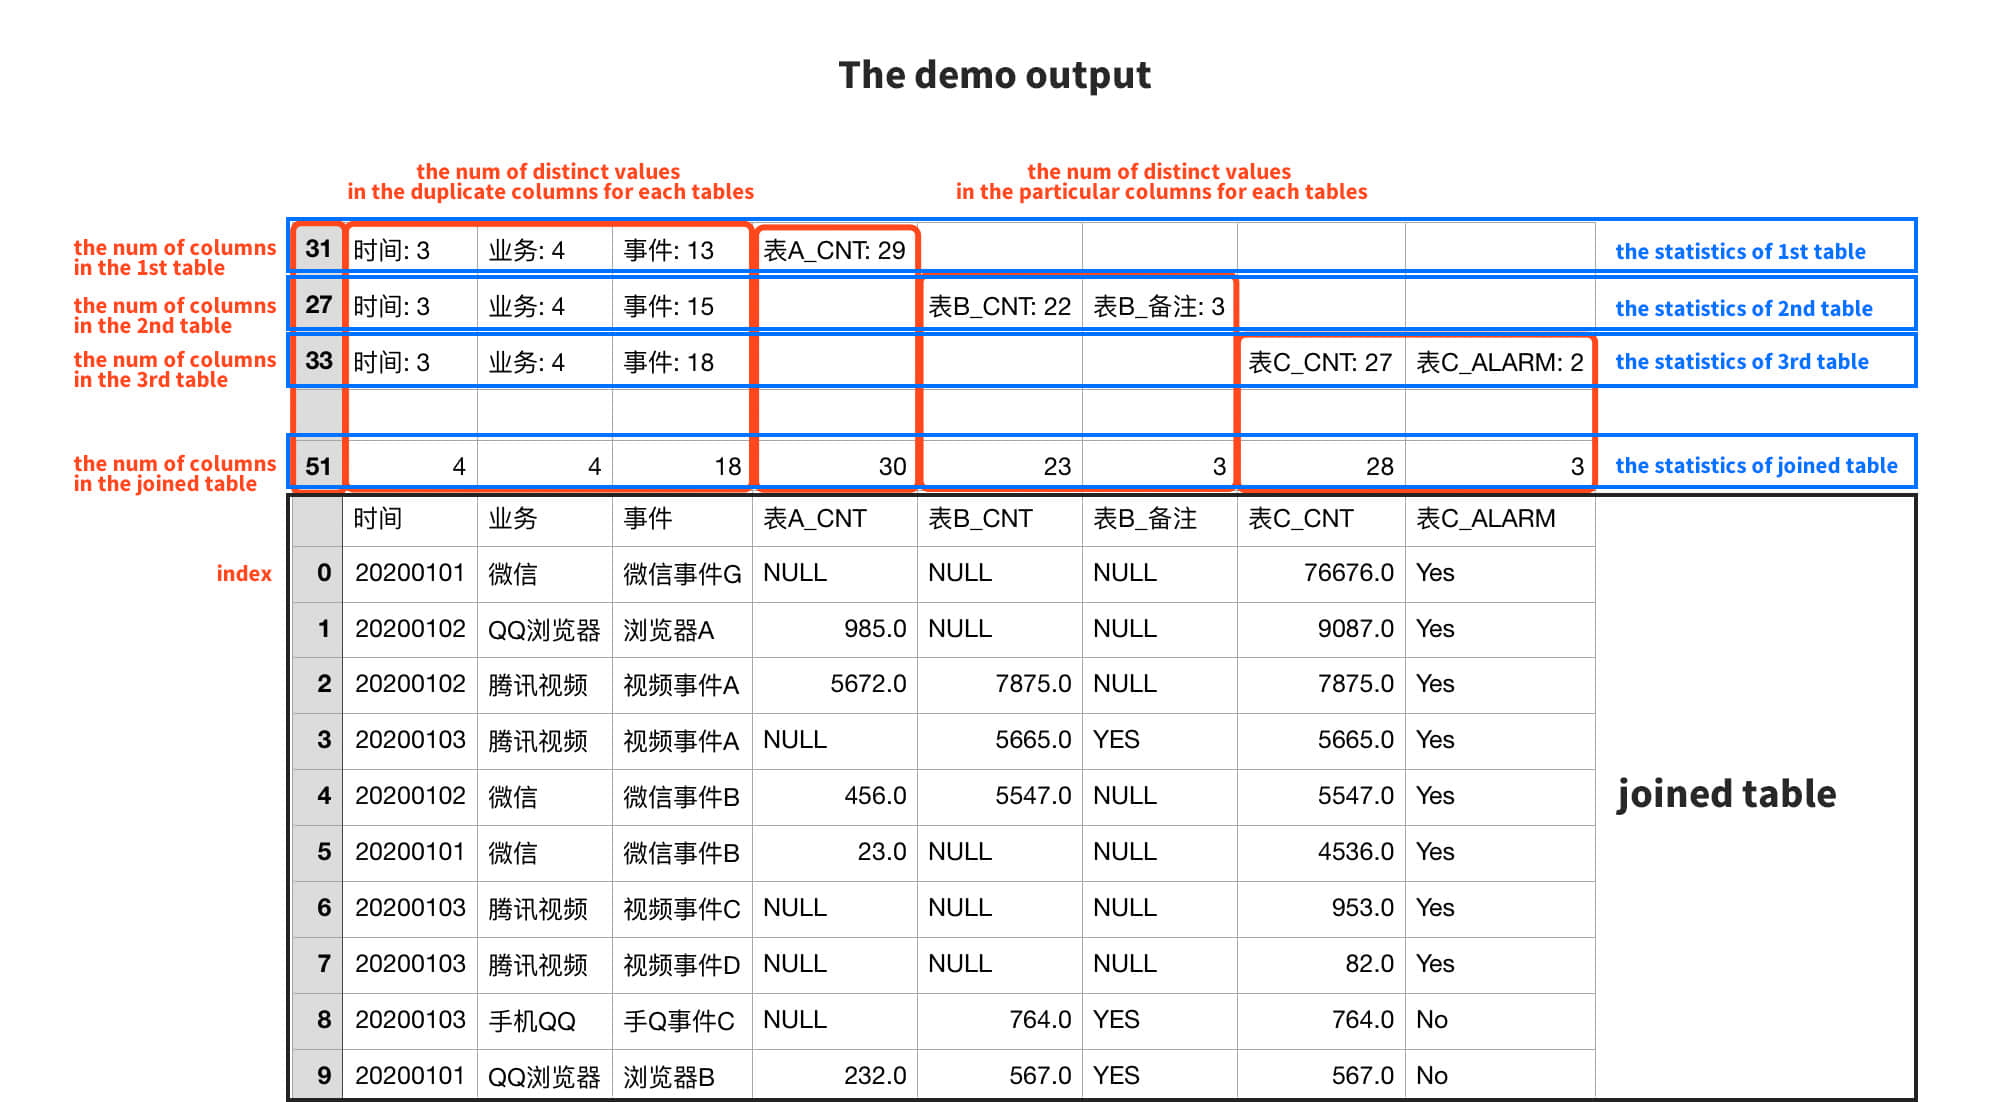 The demo output
the num of distinct values
in the duplicate columns for each tables
the num of distinct values
in the particular columns for each tables
the num of columns
in the 1st table
31 时间: 3 业务: 4 事件: 13 表A_CNT: 29 the statistics of 1st table
the num of columns
in the 2nd table
27 时间: 3 业务: 4 事件: 15 表B_CNT: 22 表B_备注: 3 the statistics of 2nd table
the num of columns
in the 3rd table
33 时间: 3 业务: 4 事件: 18 表C_CNT: 27 表C_ALARM: 2 the statistics of 3rd table
the num of columns
in the joined table
51 4 4 18 30 23 3 28 3 the statistics of joined table
时间 业务 事件 表A_CNT 表B_CNT 表B_备注 表C_CNT 表C_ALARM
index 0 20200101 微信 微信事件G NULL NULL NULL 76676.0 Yes
1 20200102 QQ浏览器 浏览器A 985.0 NULL NULL 9087.0 Yes
2 20200102 腾讯视频 视频事件A 5672.0 7875.0 NULL 7875.0 Yes
3 20200103 腾讯视频 视频事件A NULL 5665.0 YES 5665.0 Yes
4 20200102 微信 微信事件B 456.0 5547.0 NULL 5547.0 Yes
joined table
5 20200101 微信 微信事件B 23.0 NULL NULL 4536.0 Yes
6 20200103 腾讯视频 视频事件C NULL NULL NULL 953.0 Yes
7 20200103 腾讯视频 视频事件D NULL NULL NULL 82.0 Yes
8 20200103 手机QQ 手Q事件C NULL 764.0 YES 764.0 No
9 20200101 QQ浏览器 浏览器B 232.0 567.0 YES 567.0 No